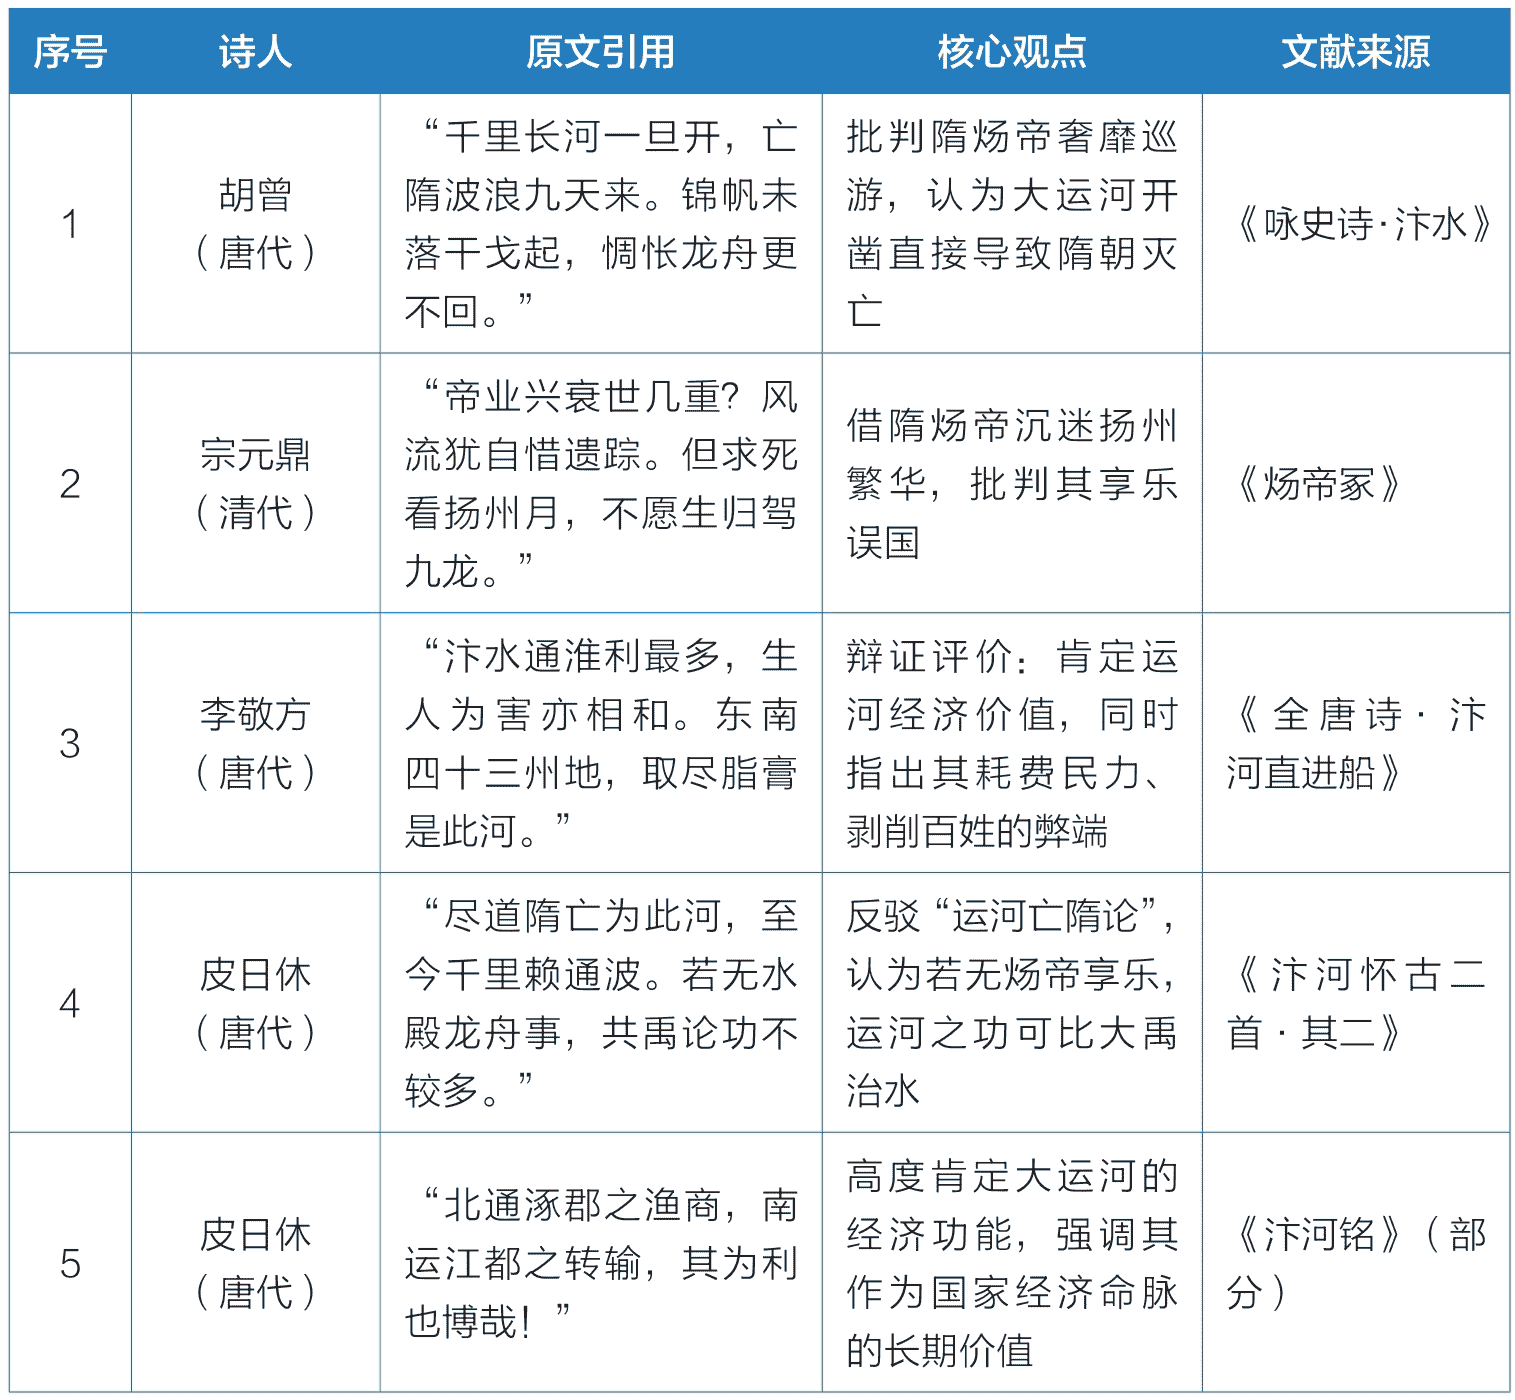 序号 诗人 原文引用 核心观点 文献来源
1
胡曾
（唐代）
“千里长河一旦开，亡
隋波浪九天来。锦帆未
落干戈起，惆怅龙舟更
不回。”
批判隋炀帝奢靡巡
游，认为大运河开
凿直接导致隋朝灭
亡
《咏史诗·汴水》
2
宗元鼎
（清代）
“帝业兴衰世几重？风
流犹自惜遗踪。但求死
看扬州月，不愿生归驾
九龙。”
借隋炀帝沉迷扬州
繁华，批判其享乐
误国
《炀帝冢》
3
李敬方
（唐代）
“汴水通淮利最多，生
人为害亦相和。东南
四十三州地，取尽脂膏
是此河。”
辩证评价：肯定运
河经济价值，同时
指出其耗费民力、
剥削百姓的弊端
《全唐诗·汴
河直进船》
4
皮日休
（唐代）
“尽道隋亡为此河，至
今千里赖通波。若无水
殿龙舟事，共禹论功不
较多。”
反驳“运河亡隋论”，
认为若无炀帝享乐，
运河之功可比大禹
治水
《汴河怀古二
首·其二》
5
皮日休
（唐代）
“北通涿郡之渔商，南
运江都之转输，其为利
也博哉！”
高度肯定大运河的
经济功能，强调其
作为国家经济命脉
的长期价值
《汴河铭》（部
分）